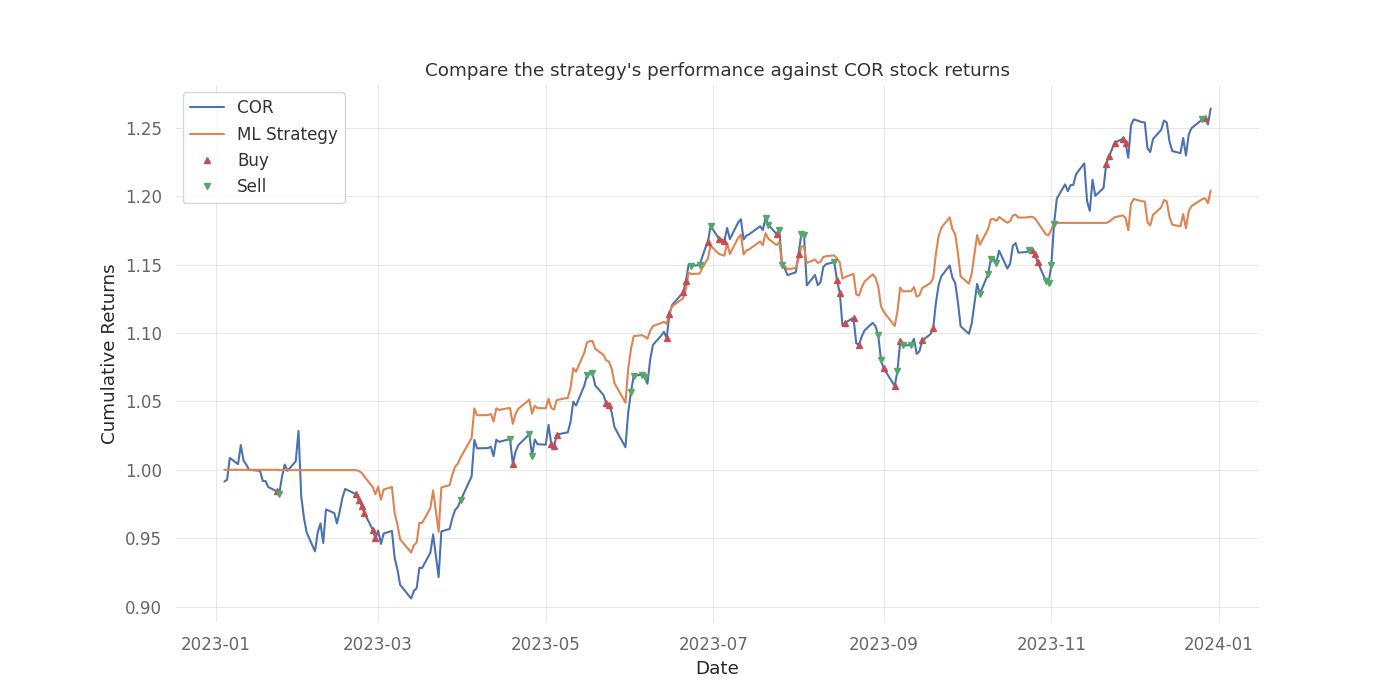 Compare the strategy's performance against COR stock returns
COR
ML Strategy
Buy
Sell
Cumulative Returns
1.25
1.20
1.15
1.10
1.05
1.00
0.95
0.90
2023-01
2023-03
2023-05
2023-07
2023-09
2023-11
2024-01
Date